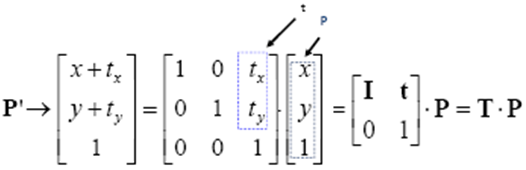 t
P
P' → [x + t_x; y + t_y; 1] = [1 0 t_x; 0 1 t_y; 0 0 1] · [x; y; 1] = [I t; 0 1] · P = T · P